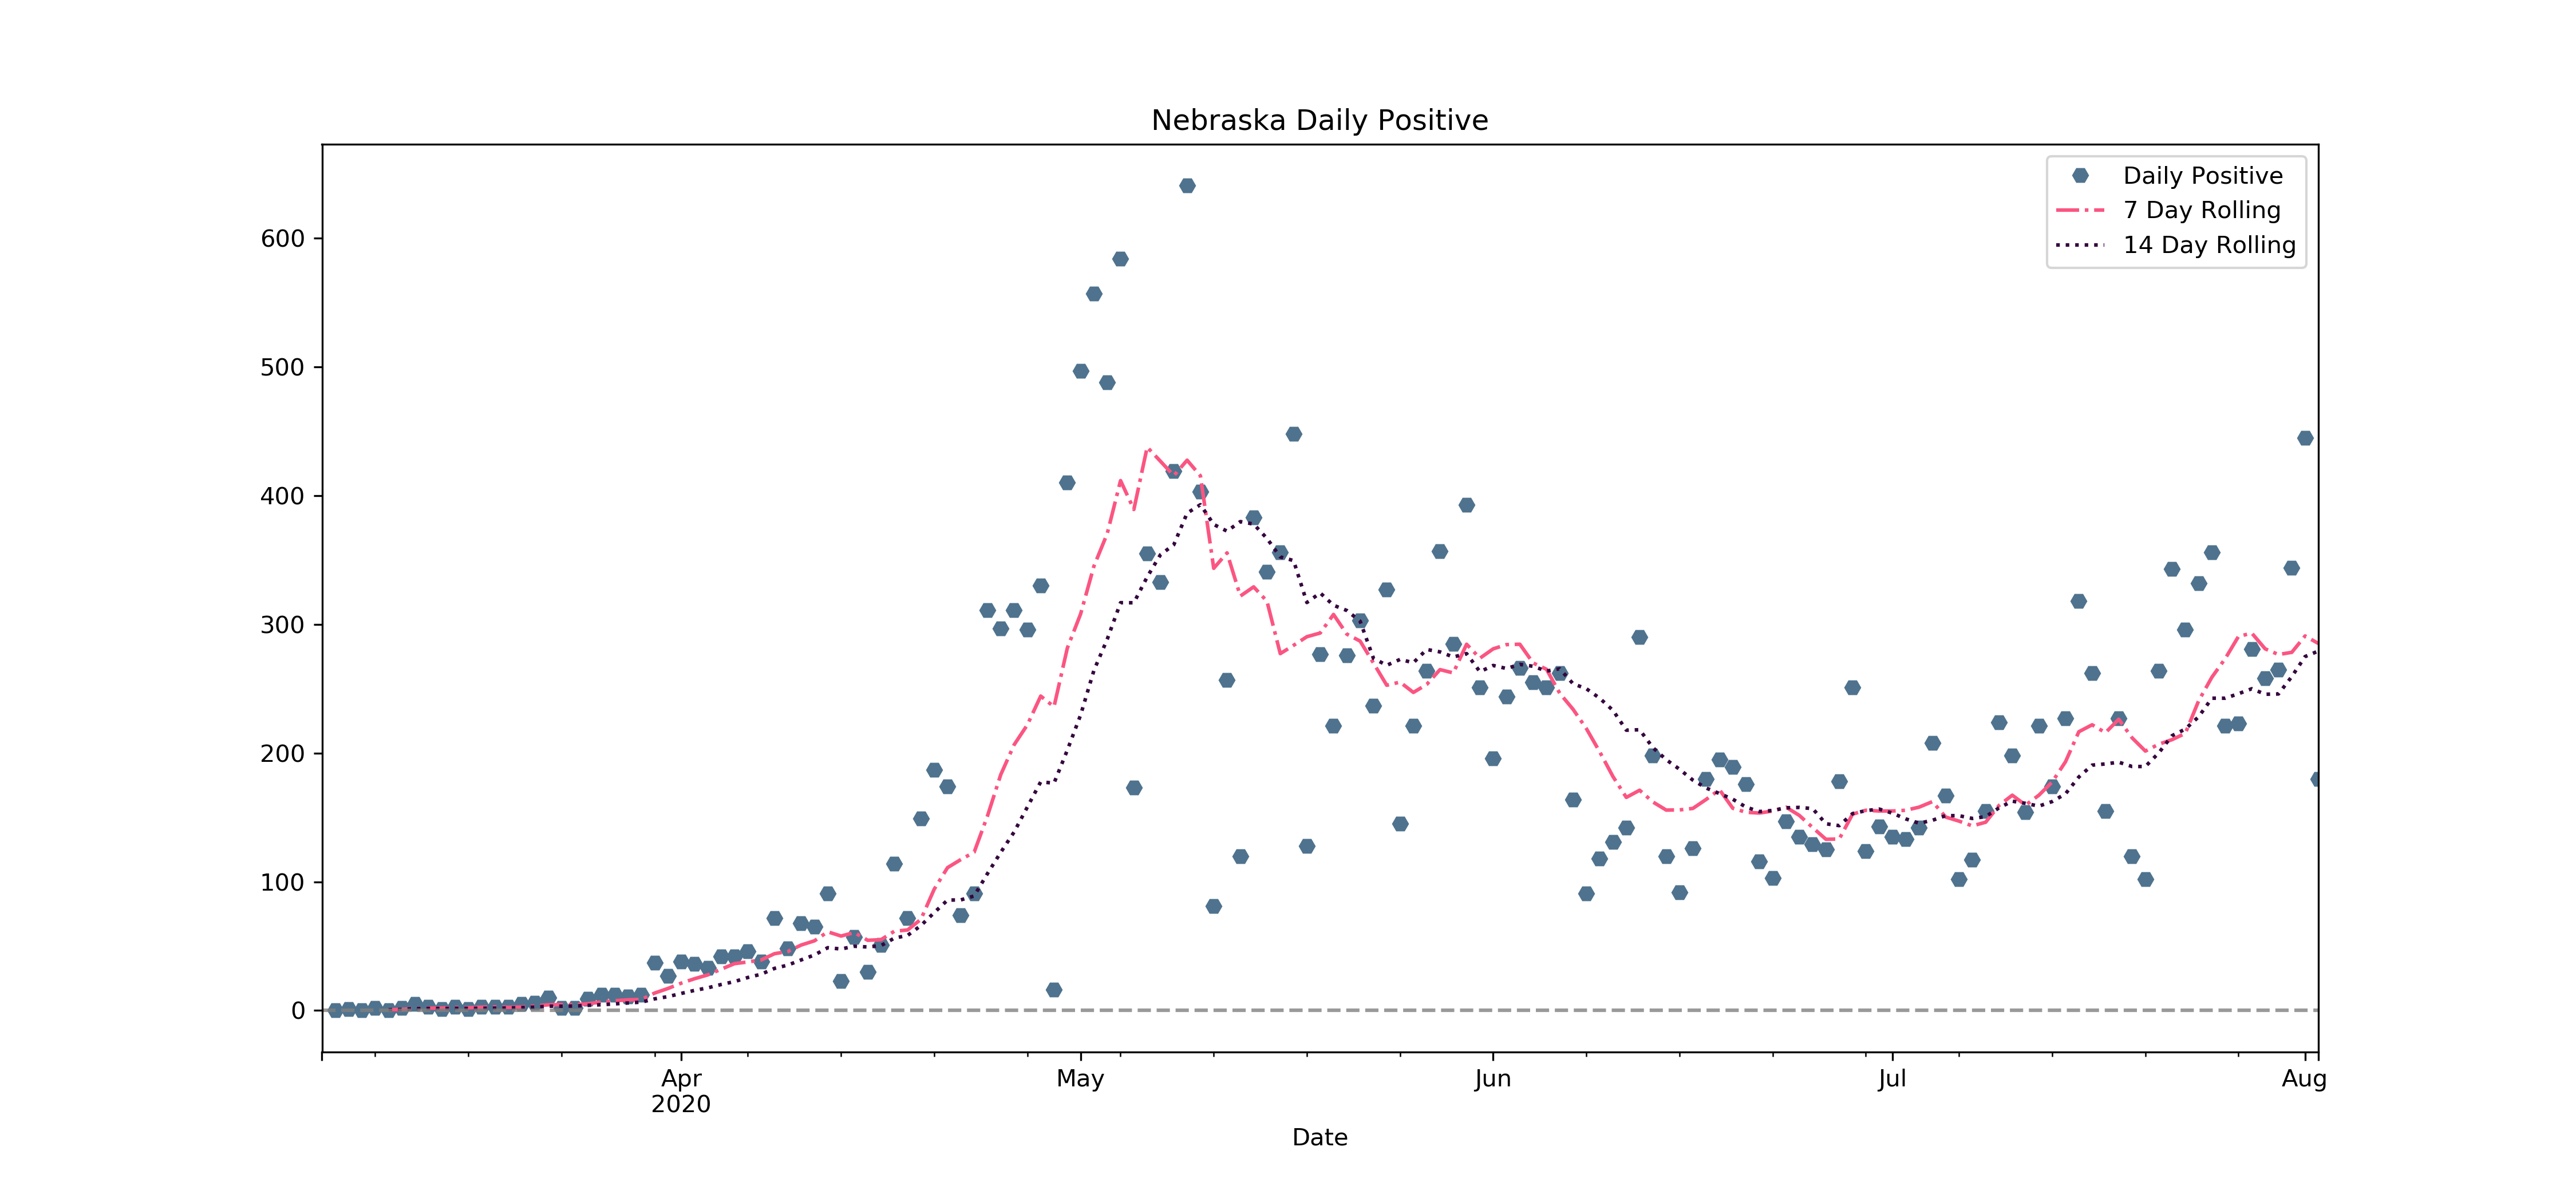 Nebraska Daily Positive
Daily Positive
7 Day Rolling
14 Day Rolling
600
500
400
300
200
100
0
Apr
2020
May
Jun
Jul
Aug
Date